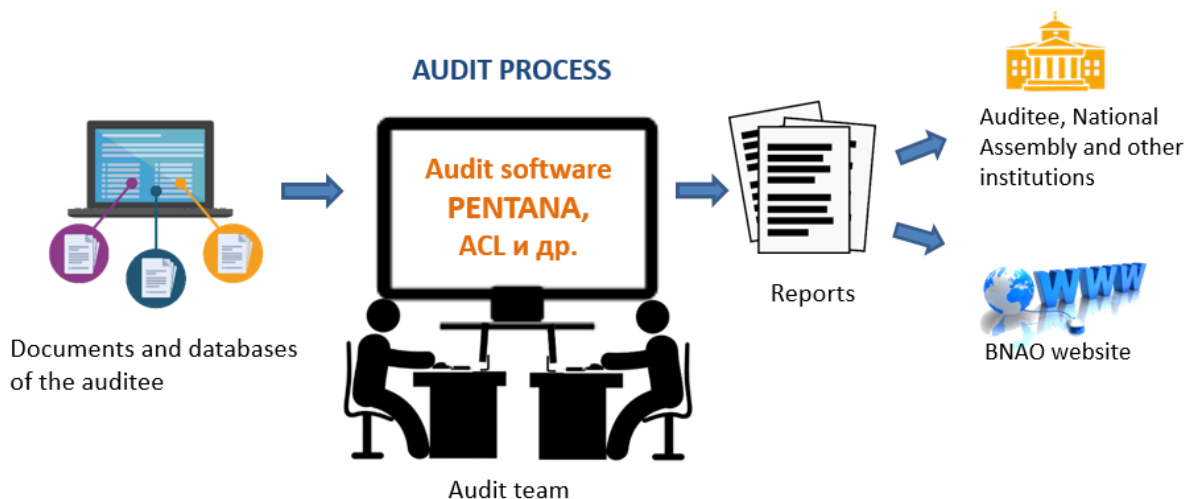 AUDIT PROCESS
Documents and databases
of the auditee
Audit software
PENTANA,
ACL и др.
Audit team
Reports
Auditee, National
Assembly and other
institutions
WWW
BNAO website